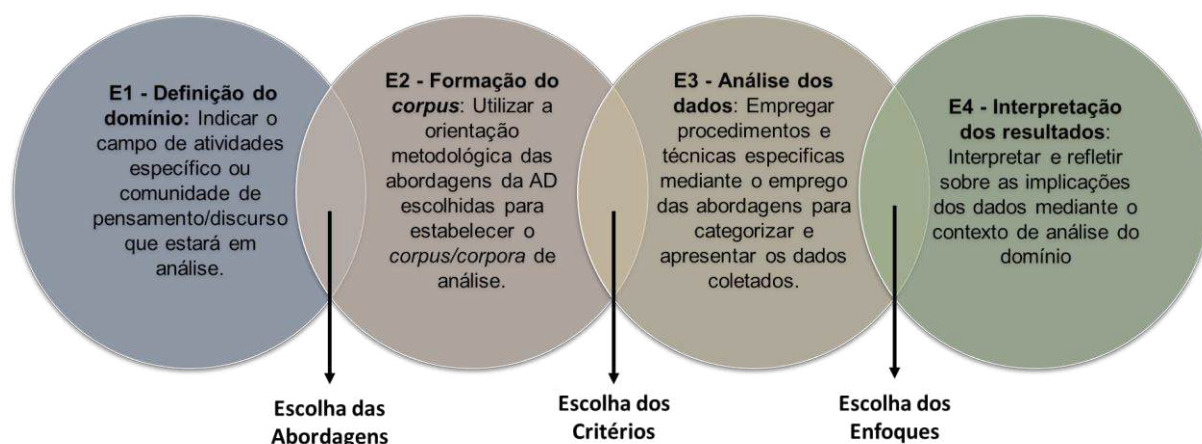 E1 - Definição do
domínio: Indicar o
campo de atividades
específico ou
comunidade de
pensamento/discurso
que estará em
análise.
E2 - Formação do
corpus: Utilizar a
orientação
metodológica das
abordagens da AD
escolhidas para
estabelecer o
corpus/corpora de
análise.
E3 - Análise dos
dados: Empregar
procedimentos e
técnicas especificas
mediante o emprego
das abordagens para
categorizar e
apresentar os dados
coletados.
E4 - Interpretação
dos resultados:
Interpretar e refletir
sobre as implicações
dos dados mediante o
contexto de análise do
domínio
Escolha das
Abordagens
Escolha dos
Critérios
Escolha dos
Enfoques